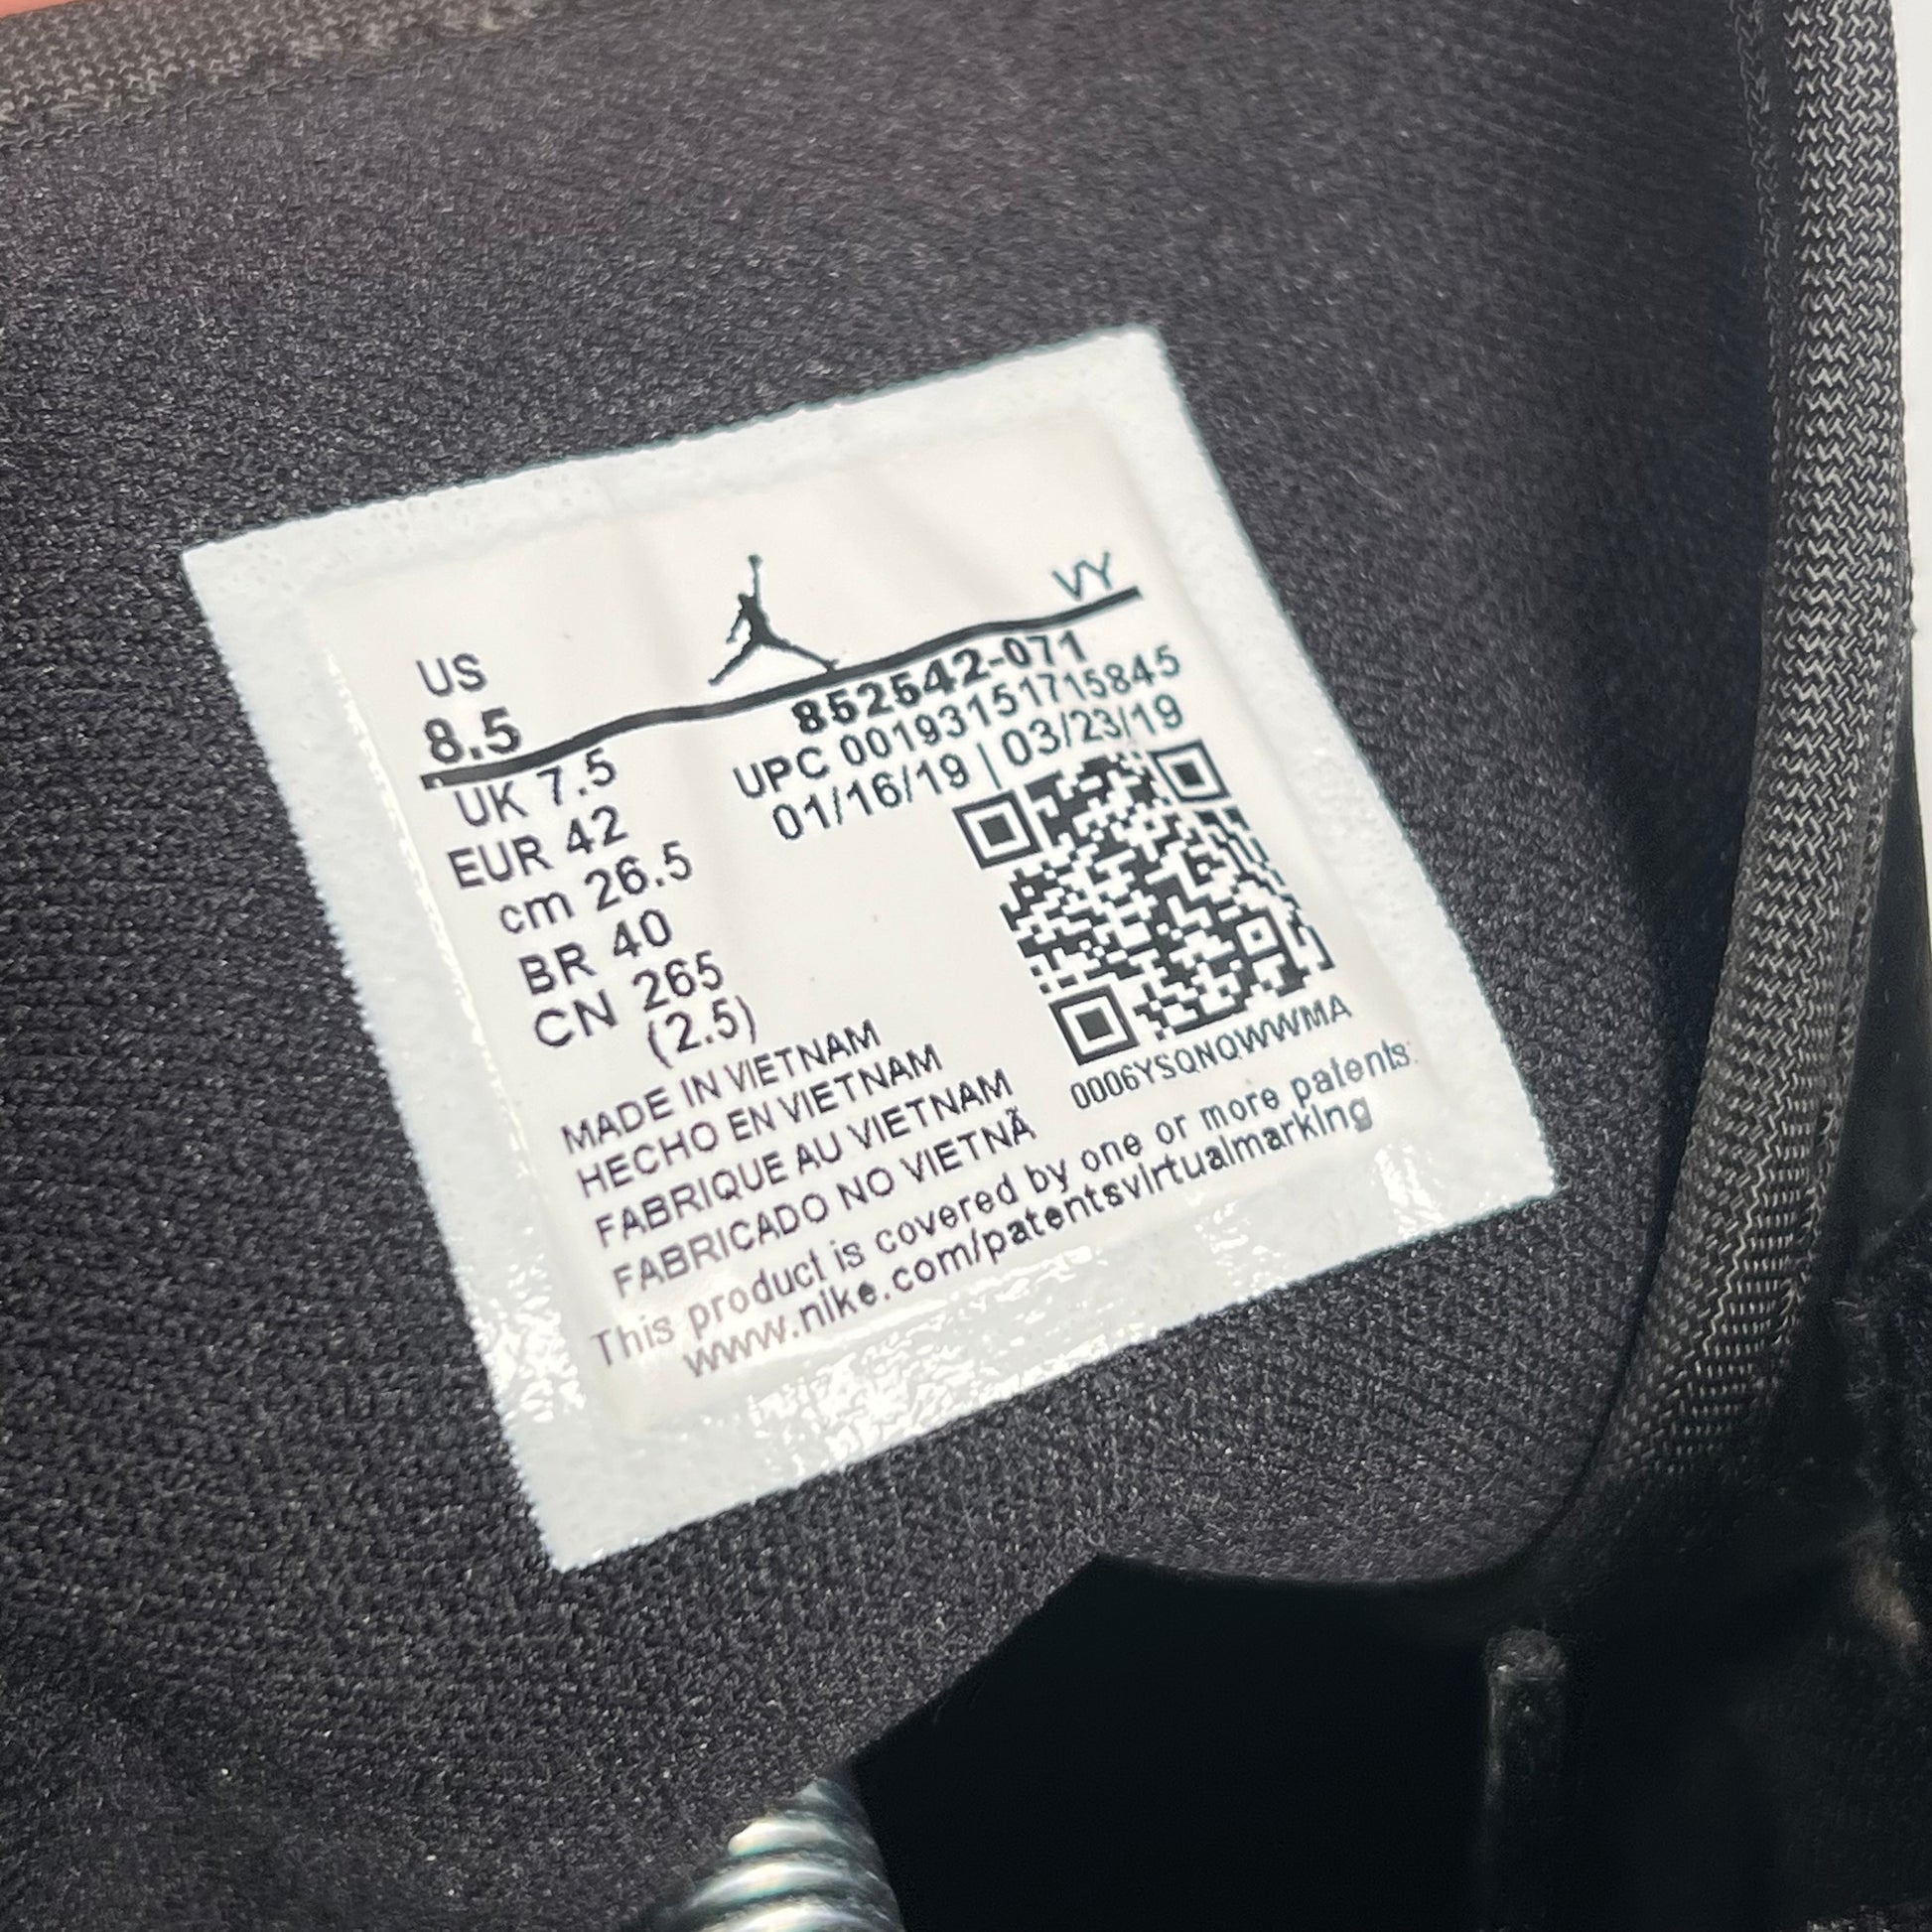 US
8.5
VY
852542-071
UPC 00193151715845
01/16/19 | 03/23/19
UK 7.5
EUR 42
cm 26.5
BR 40
CN 265
(2.5)
0006YSQNQWWMA
MADE IN VIETNAM
HECHO EN VIETNAM
FABRIQUE AU VIETNAM
FABRICADO NO VIETNÃ
This product is covered by one or more patents:
www.nike.com/patentsvirtualmarking